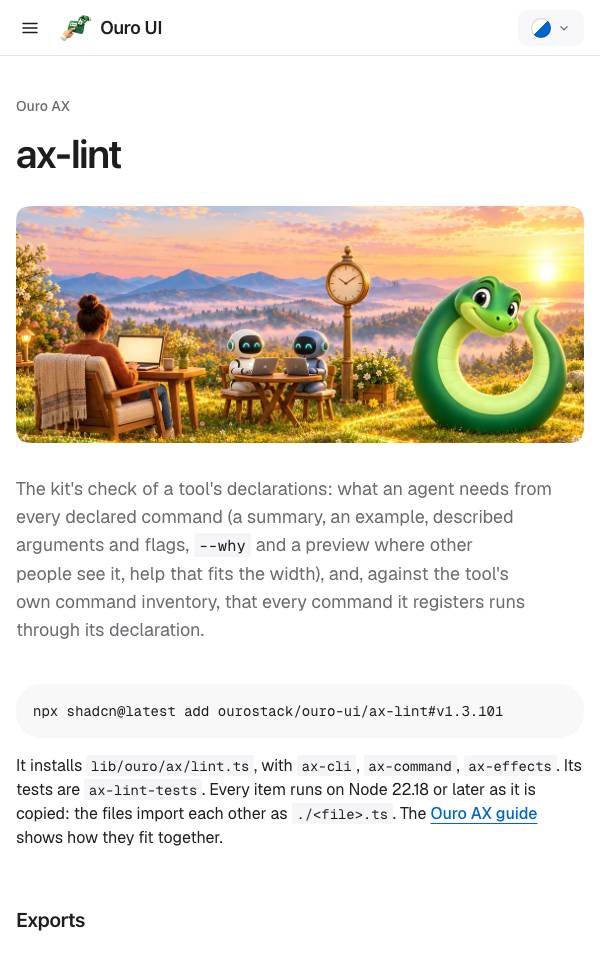 Ouro UI
Ouro AX
ax-lint
The kit's check of a tool's declarations: what an agent needs from
every declared command (a summary, an example, described
arguments and flags, --why and a preview where other
people see it, help that fits the width), and, against the tool's
own command inventory, that every command it registers runs
through its declaration.
npx shadcn@latest add ourostack/ouro-ui/ax-lint#v1.3.101
It installs lib/ouro/ax/lint.ts, with ax-cli, ax-command, ax-effects. Its
tests are ax-lint-tests. Every item runs on Node 22.18 or later as it is
copied: the files import each other as ./<file>.ts. The Ouro AX guide
shows how they fit together.
Exports